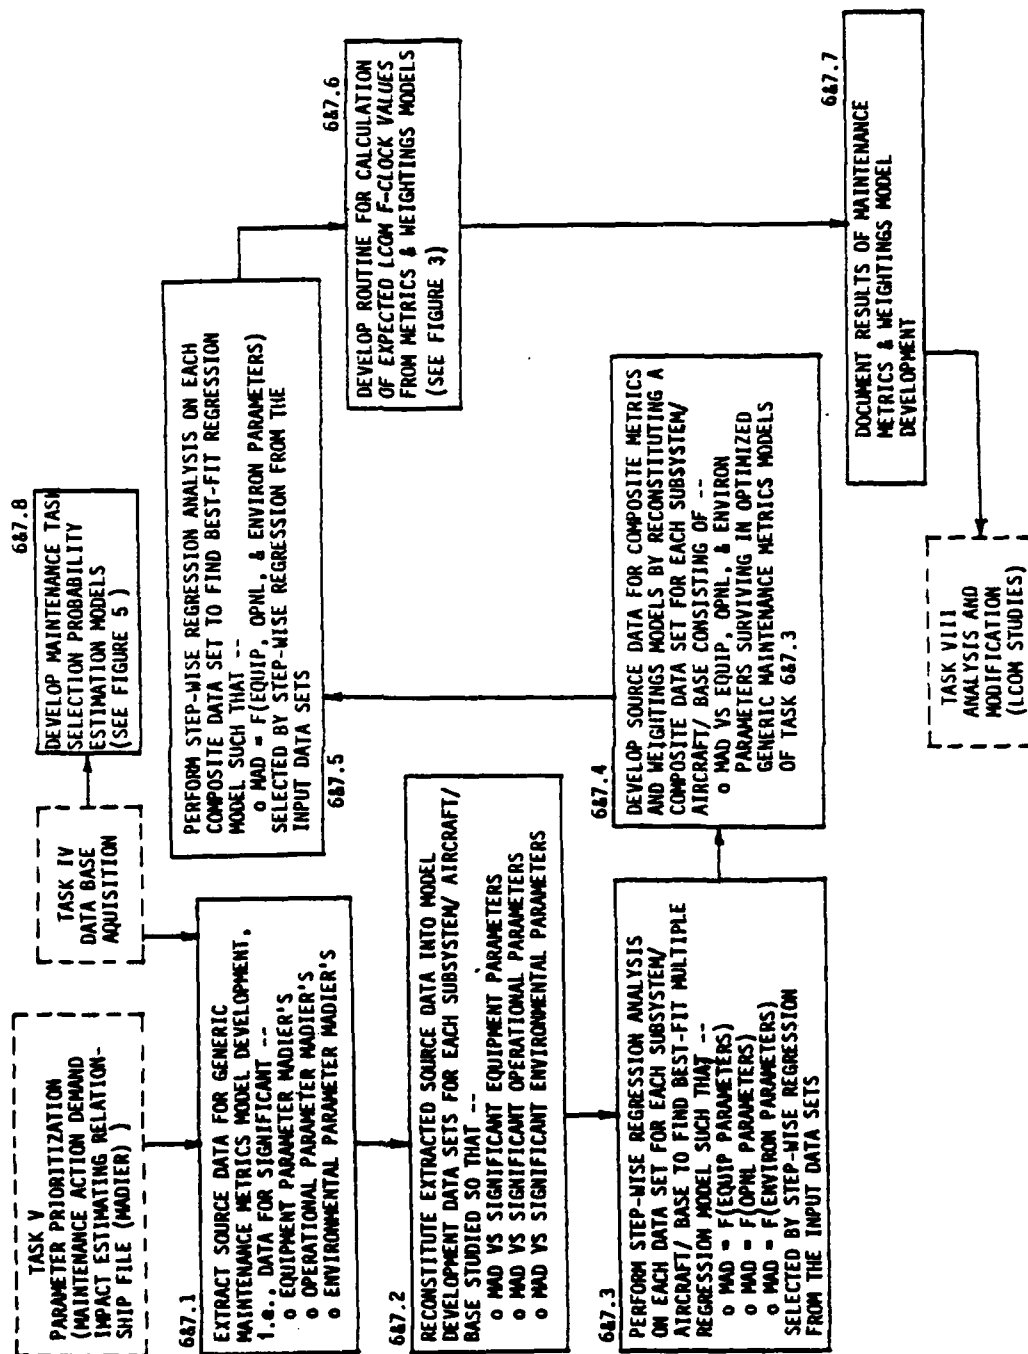 TASK V
PARAMETER PRIORITIZATION
(MAINTENANCE ACTION DEMAND
IMPACT ESTIMATING RELATION-
SHIP FILE (MADIER) )
TASK IV
DATA BASE
AQUISITION
6&7.8
DEVELOP MAINTENANCE TASK
SELECTION PROBABILITY
ESTIMATION MODELS
(SEE FIGURE 5 )
6&7.1
EXTRACT SOURCE DATA FOR GENERIC
MAINTENANCE METRICS MODEL DEVELOPMENT,
i.e., DATA FOR SIGNIFICANT --
o EQUIPMENT PARAMETER MADIER'S
o OPERATIONAL PARAMETER MADIER'S
o ENVIRONMENTAL PARAMETER MADIER'S
6&7.2
RECONSTITUTE EXTRACTED SOURCE DATA INTO MODEL
DEVELOPMENT DATA SETS FOR EACH SUBSYSTEM/ AIRCRAFT/
BASE STUDIED SO THAT --
o MAD VS SIGNIFICANT EQUIPMENT PARAMETERS
o MAD VS SIGNIFICANT OPERATIONAL PARAMETERS
o MAD VS SIGNIFICANT ENVIRONMENTAL PARAMETERS
6&7.3
PERFORM STEP-WISE REGRESSION ANALYSIS
ON EACH DATA SET FOR EACH SUBSYSTEM/
AIRCRAFT/ BASE TO FIND BEST-FIT MULTIPLE
REGRESSION MODEL SUCH THAT --
o MAD = F(EQUIP PARAMETERS)
o MAD = F(OPNL PARAMETERS)
o MAD = F(ENVIRON PARAMETERS)
SELECTED BY STEP-WISE REGRESSION
FROM THE INPUT DATA SETS
6&7.4
DEVELOP SOURCE DATA FOR COMPOSITE METRICS
AND WEIGHTINGS MODELS BY RECONSTITUTING A
COMPOSITE DATA SET FOR EACH SUBSYSTEM/
AIRCRAFT/ BASE CONSISTING OF --
o MAD VS EQUIP, OPNL, & ENVIRON
PARAMETERS SURVIVING IN OPTIMIZED
GENERIC MAINTENANCE METRICS MODELS
OF TASK 6&7.3
6&7.5
PERFORM STEP-WISE REGRESSION ANALYSIS ON EACH
COMPOSITE DATA SET TO FIND BEST-FIT REGRESSION
MODEL SUCH THAT --
o MAD = F(EQUIP, OPNL, & ENVIRON PARAMETERS)
SELECTED BY STEP-WISE REGRESSION FROM THE
INPUT DATA SETS
6&7.6
DEVELOP ROUTINE FOR CALCULATION
OF EXPECTED LCOM F-CLOCK VALUES
FROM METRICS & WEIGHTINGS MODELS
(SEE FIGURE 3)
6&7.7
DOCUMENT RESULTS OF MAINTENANCE
METRICS & WEIGHTINGS MODEL
DEVELOPMENT
TASK VIII
ANALYSIS AND
MODIFICATION
(LCOM STUDIES)